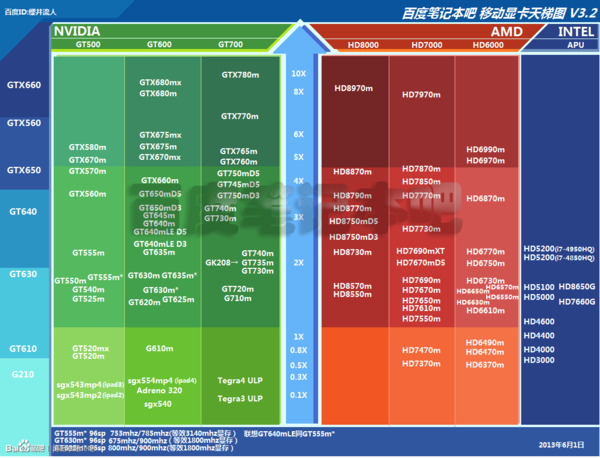 百度ID:缨井流人
百度笔记本吧 移动显卡天梯图 V3.2
NVIDIA
AMD
INTEL
GT500
GT600
GT700
HD8000
HD7000
HD6000
APU
GTX660
GTX560
GTX650
GT640
GT630
GT610
G210
GTX580m
GTX670m
GTX570m
GTX560m
GT555m
GT550m
GT555m*
GT540m
GT525m
GT520mx
GT520m
sgx543mp4 (ipad3)
sgx543mp2 (ipad2)
GTX680mx
GTX680m
GTX675mx
GTX675m
GTX670mx
GTX660m
GT650mD5
GT650mD3
GT645m
GT640m
GT640mLE D5
GT640mLE D3
GT635m
GT630m
GT635m*
GT630m*
GT625m
GT620m
G610m
sgx554mp4 (ipad4)
Adreno 320
sgx540
GTX780m
GTX770m
GTX765m
GTX760m
GT750mD5
GT745mD5
GT750mD3
GT740m
GT730m
GK208→
GT740m
GT735m
GT730m
GT720m
G710m
Tegra4 ULP
Tegra3 ULP
10X
8X
6X
5X
4X
3X
2X
1X
0.8X
0.5X
0.3X
0.1X
HD8970m
HD8870m
HD8790m
HD8770m
HD8750mD5
HD8750mD3
HD8730m
HD8570m
HD8550m
HD7970m
HD7870m
HD7850m
HD7770m
HD7730m
HD7690mXT
HD7670mD5
HD7690m
HD7670m
HD7650m
HD7610m
HD7550m
HD7470m
HD7370m
HD6990m
HD6970m
HD6870m
HD6770m
HD6750m
HD6730m
HD6570m
HD6650m
HD6550m
HD6630m
HD6610m
HD6490m
HD6470m
HD6370m
HD5200(i7-4950HQ)
HD5200(i7-4850HQ)
HD5100
HD8650G
HD5000
HD7660G
HD4600
HD4400
HD4000
HD3000
百度笔记本吧
GT555m* 96sp 753mhz/785mhz(等效3140mhz显存) 联想GT640mLE同GT555m*
GT630m* 96sp 675mhz/900mhz(等效1800mhz显存)
96sp 800mhz/900mhz(等效1800mhz显存)
2013年6月1日